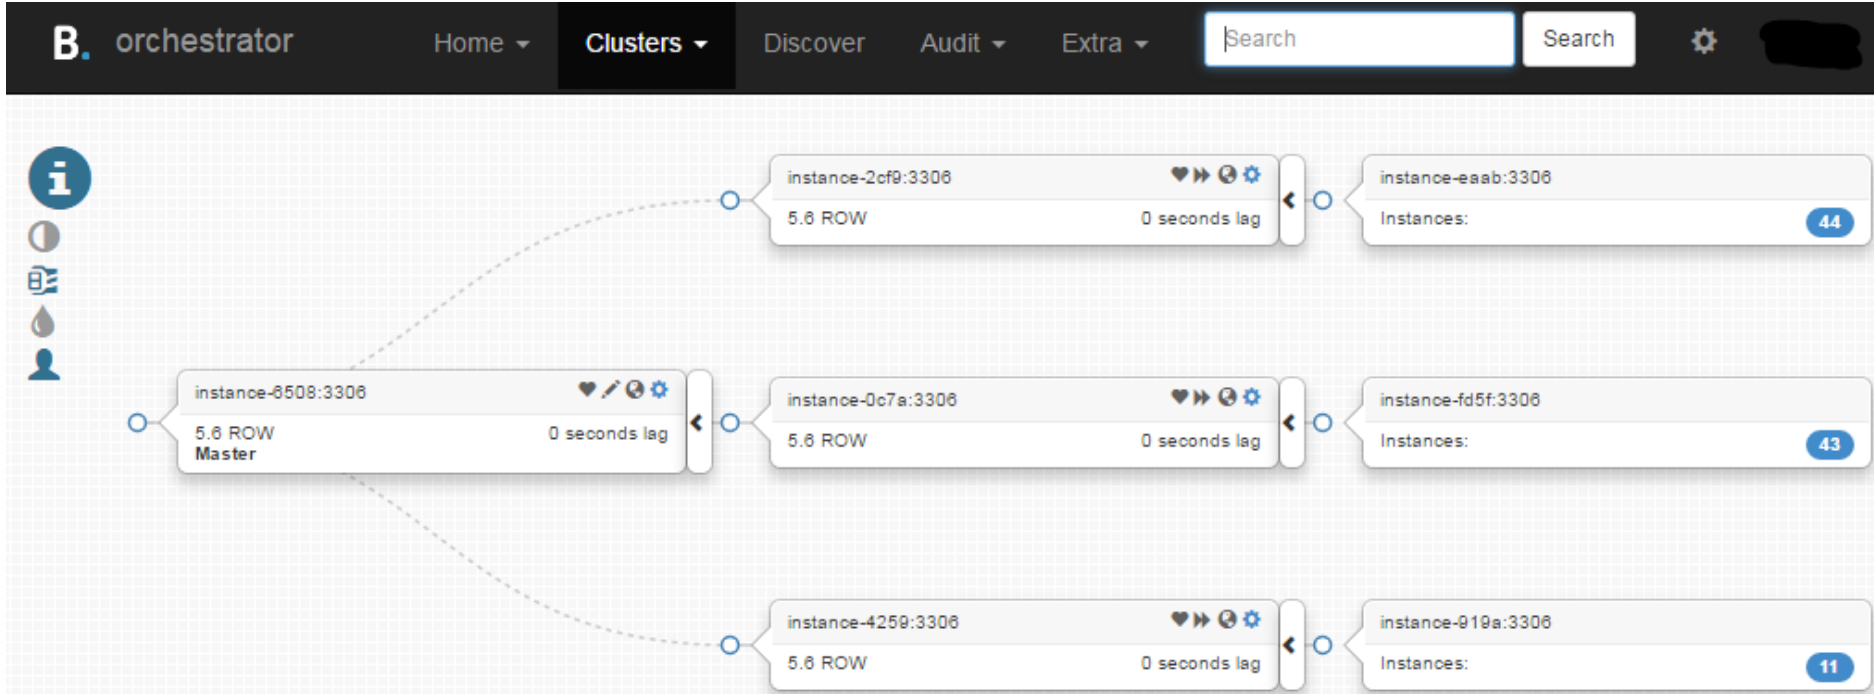 B. orchestrator Home Clusters Discover Audit Extra Search Search
instance-2cf9:3306
5.6 ROW 0 seconds lag
instance-eaab:3306
Instances: 44
instance-6508:3306
5.6 ROW 0 seconds lag
Master
instance-0c7a:3306
5.6 ROW 0 seconds lag
instance-fd5f:3306
Instances: 43
instance-4259:3306
5.6 ROW 0 seconds lag
instance-919a:3306
Instances: 11